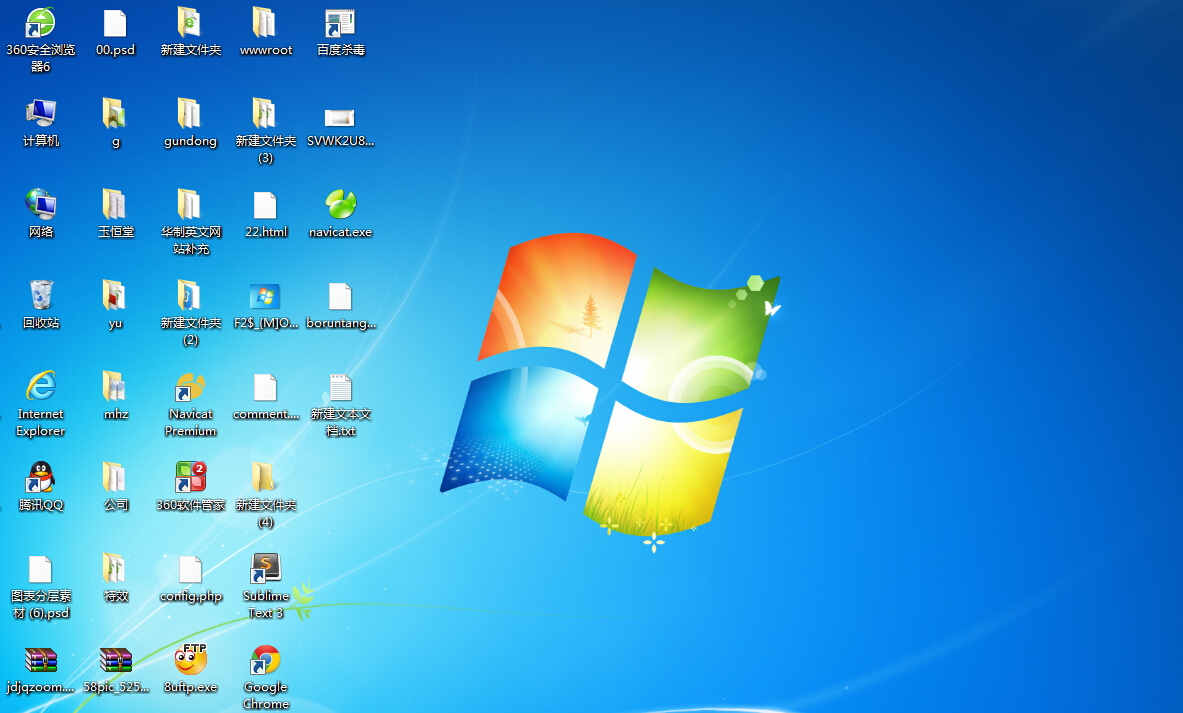 360安全浏览
器6
00.psd
新建文件夹
wwwroot
百度杀毒
计算机
g
gundong
新建文件夹
(3)
SVWK2U8...
网络
玉恒堂
华制英文网
站补充
22.html
navicat.exe
回收站
yu
新建文件夹
(2)
F2$_{M]O...
boruntang...
Internet
Explorer
mhz
Navicat
Premium
comment....
新建文本文
档.txt
腾讯QQ
公司
2
360软件管家
新建文件夹
(4)
图表分层素
材 (6).psd
特效
config.php
S
Sublime
Text 3
jdjqzoom....
58pic_525...
FTP
8uftp.exe
Google
Chrome